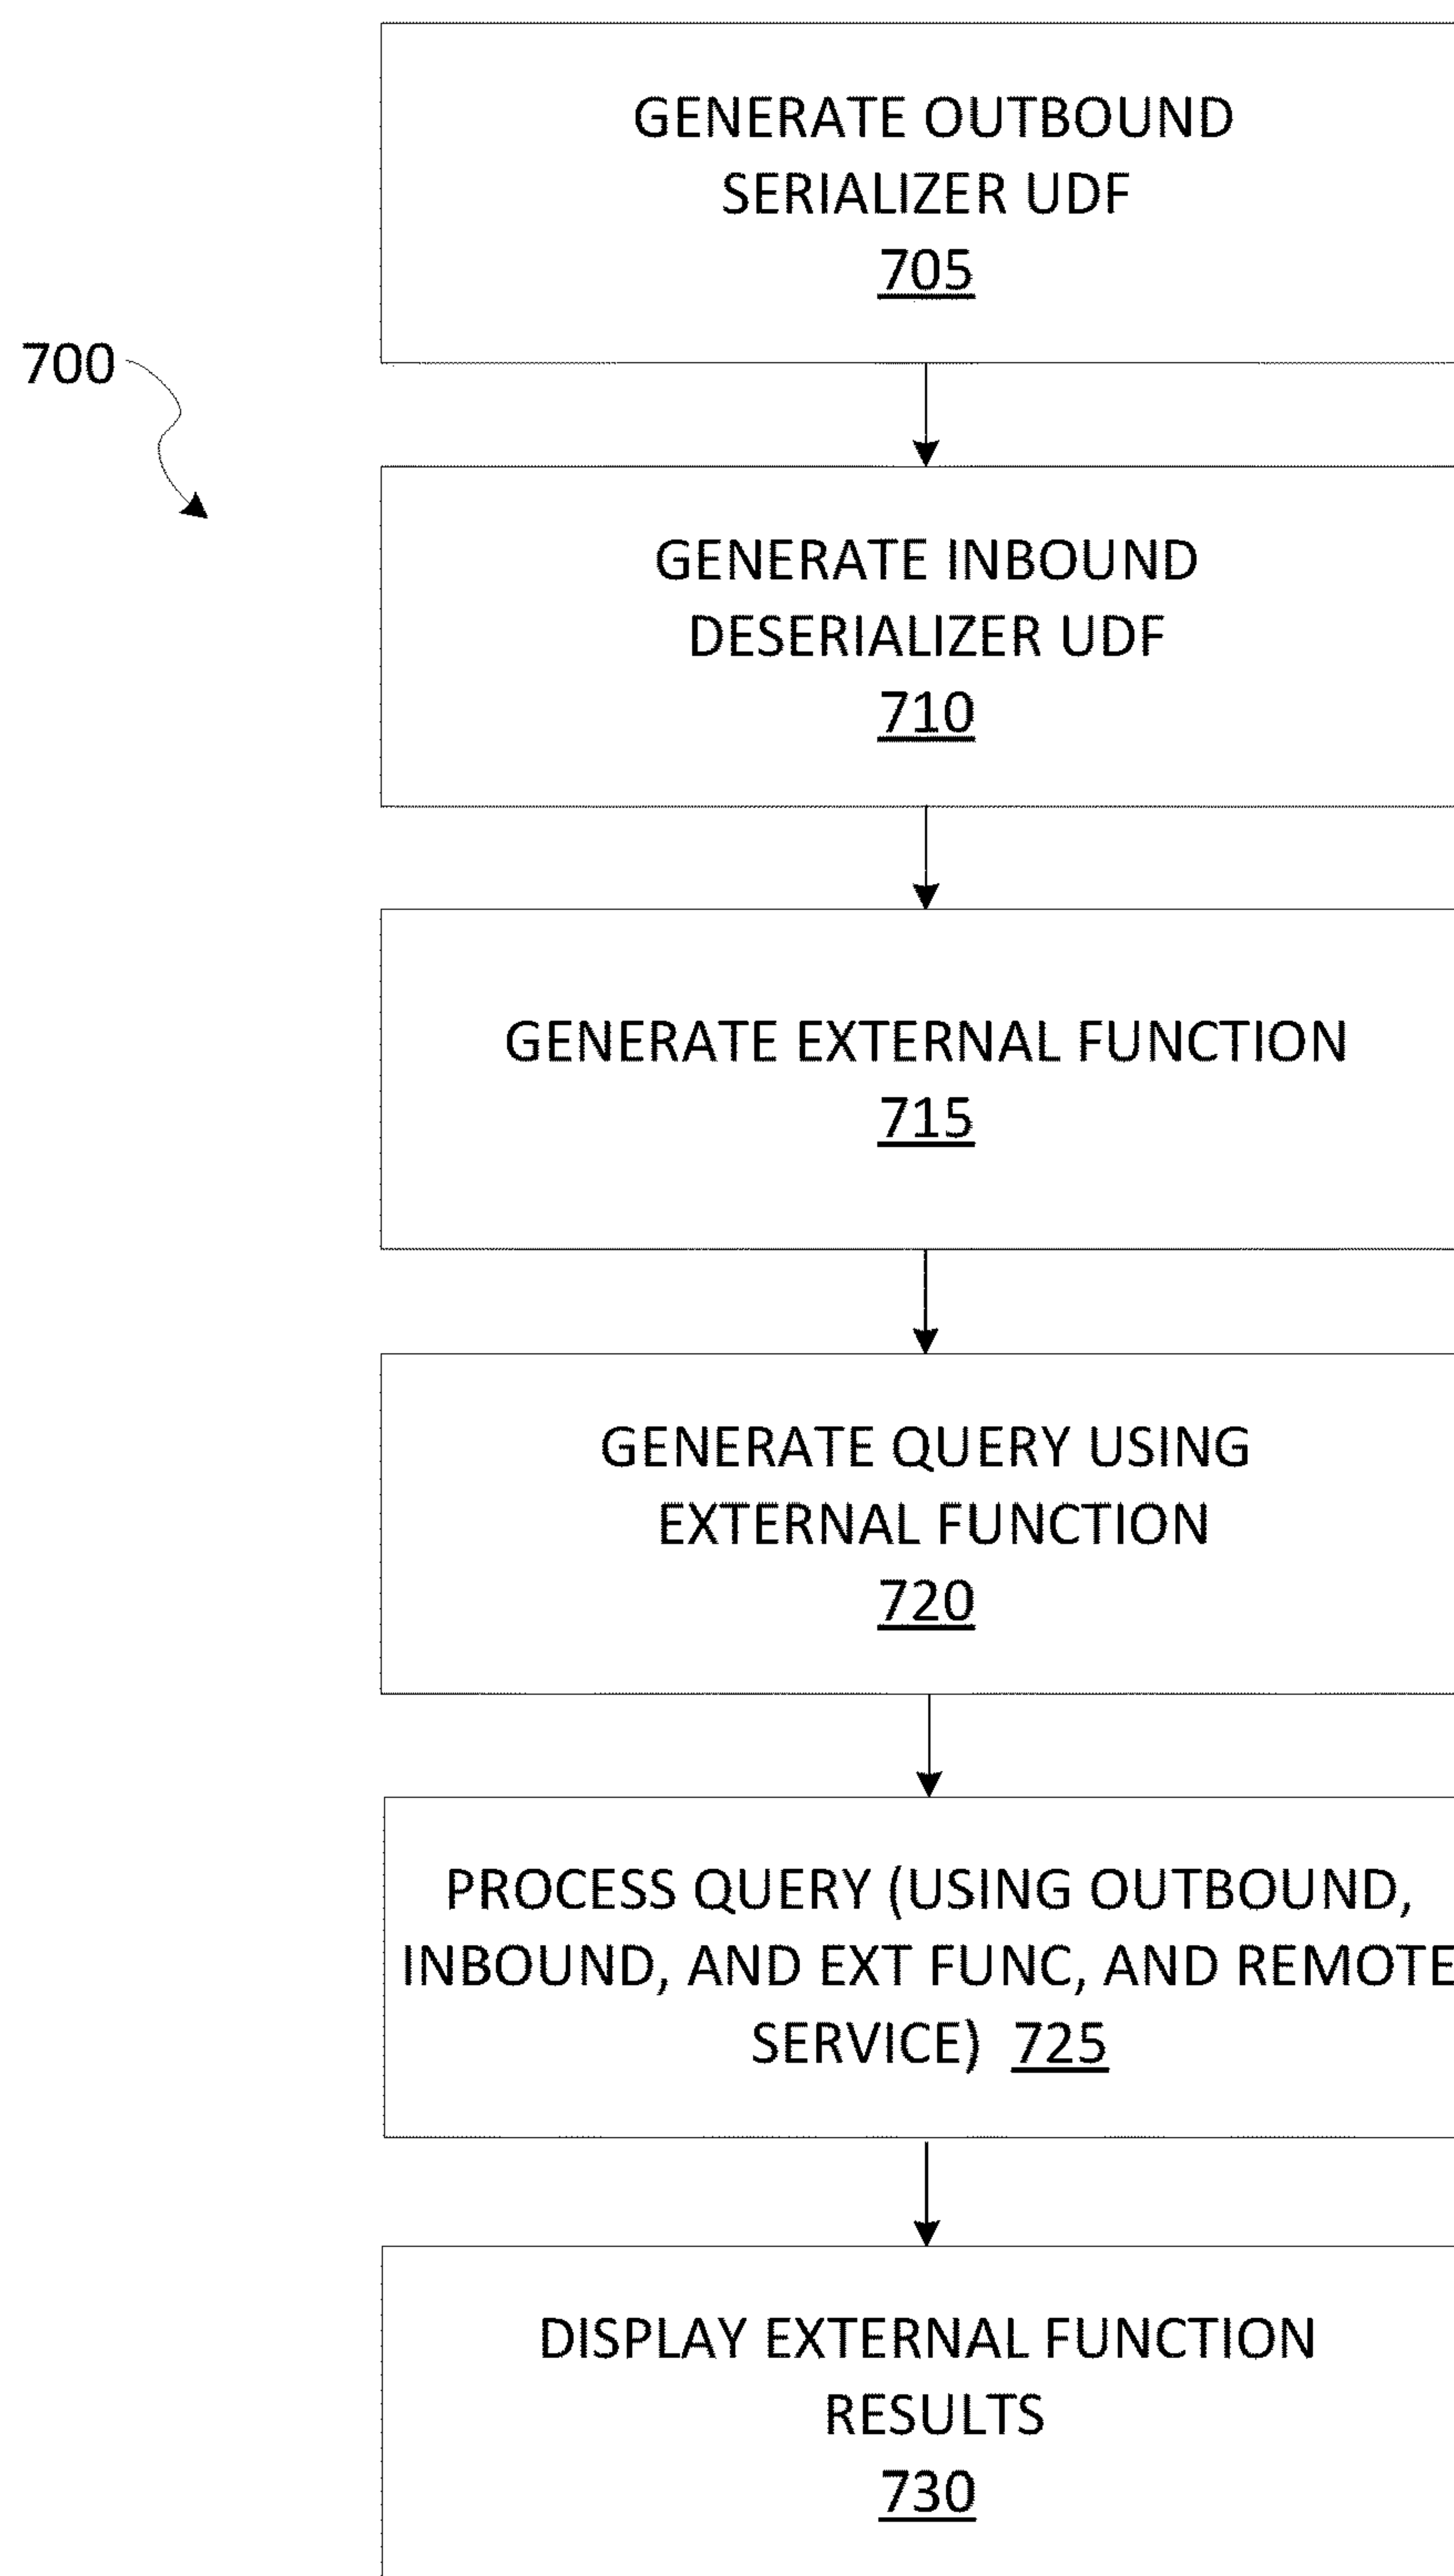 GENERATE OUTBOUND
SERIALIZER UDF
705
700
GENERATE INBOUND
DESERIALIZER UDF
710
GENERATE EXTERNAL FUNCTION
715
GENERATE QUERY USING
EXTERNAL FUNCTION
720
PROCESS QUERY (USING OUTBOUND,
INBOUND, AND EXT FUNC, AND REMOTE
SERVICE) 725
DISPLAY EXTERNAL FUNCTION
RESULTS
730